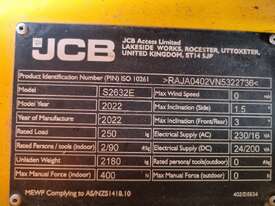 JCB
JCB Access Limited
LAKESIDE WORKS, ROCESTER, UTTOXETER,
UNITED KINGDOM, ST14 5JP
Product Identification Number (PIN) ISO 10261 >RAJA0402VN5322736<
Model S2632E Max Wind Speed 0 m/s
Model Year 2022 Max Inclination (Side) 1.5 °
Year of Manufacture 2022 Max Inclination (Front/Rear) 3 °
Rated Load 250 kg Electrical Supply (AC) 230/16 V/A
Rated Persons / tools (indoor) 2/90 /kg Electrical Supply (DC) 24/200 V/A
Unladen Weight 2180 kg Rated Persons / tools (outdoor) 0 /kg
Max Manual Force (indoor) 400 N Max Manual Force (outdoor) 0 N
MEWP Complying to AS/NZS1418.10